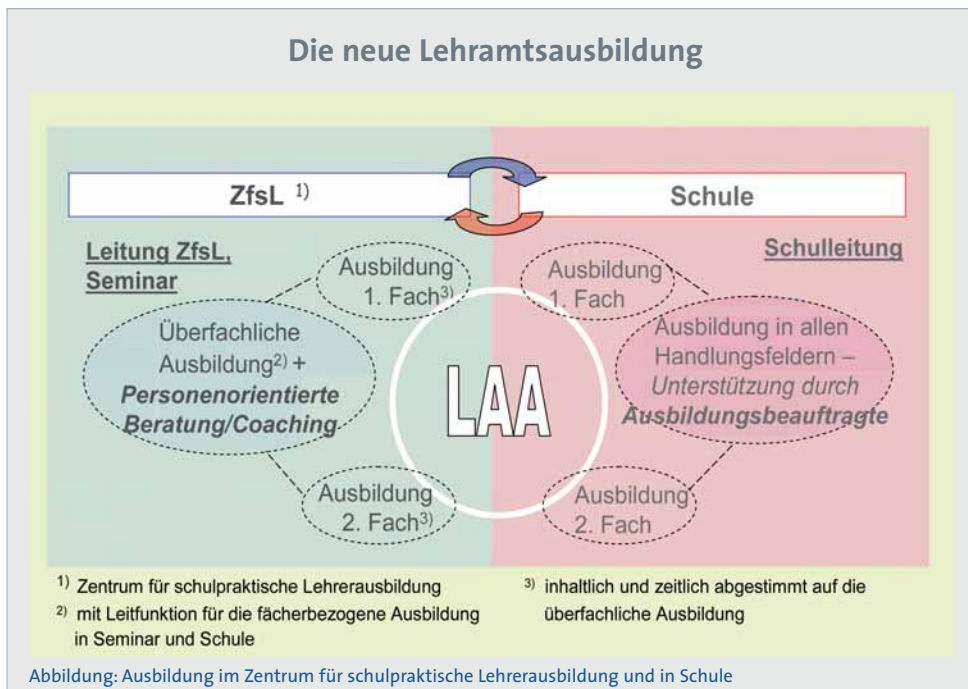 Die neue Lehramtsausbildung
ZfsL 1)
Schule
Leitung ZfsL,
Seminar
Ausbildung
1. Fach3)
Überfachliche
Ausbildung2) +
Personenorientierte
Beratung/Coaching
Ausbildung
2. Fach3)
LAA
Schulleitung
Ausbildung
1. Fach
Ausbildung in allen
Handlungsfeldern –
Unterstützung durch
Ausbildungsbeauftragte
Ausbildung
2. Fach
1) Zentrum für schulpraktische Lehrerausbildung
2) mit Leitfunktion für die fächerbezogene Ausbildung
in Seminar und Schule
3) inhaltlich und zeitlich abgestimmt auf die
überfachliche Ausbildung
Abbildung: Ausbildung im Zentrum für schulpraktische Lehrerausbildung und in Schule